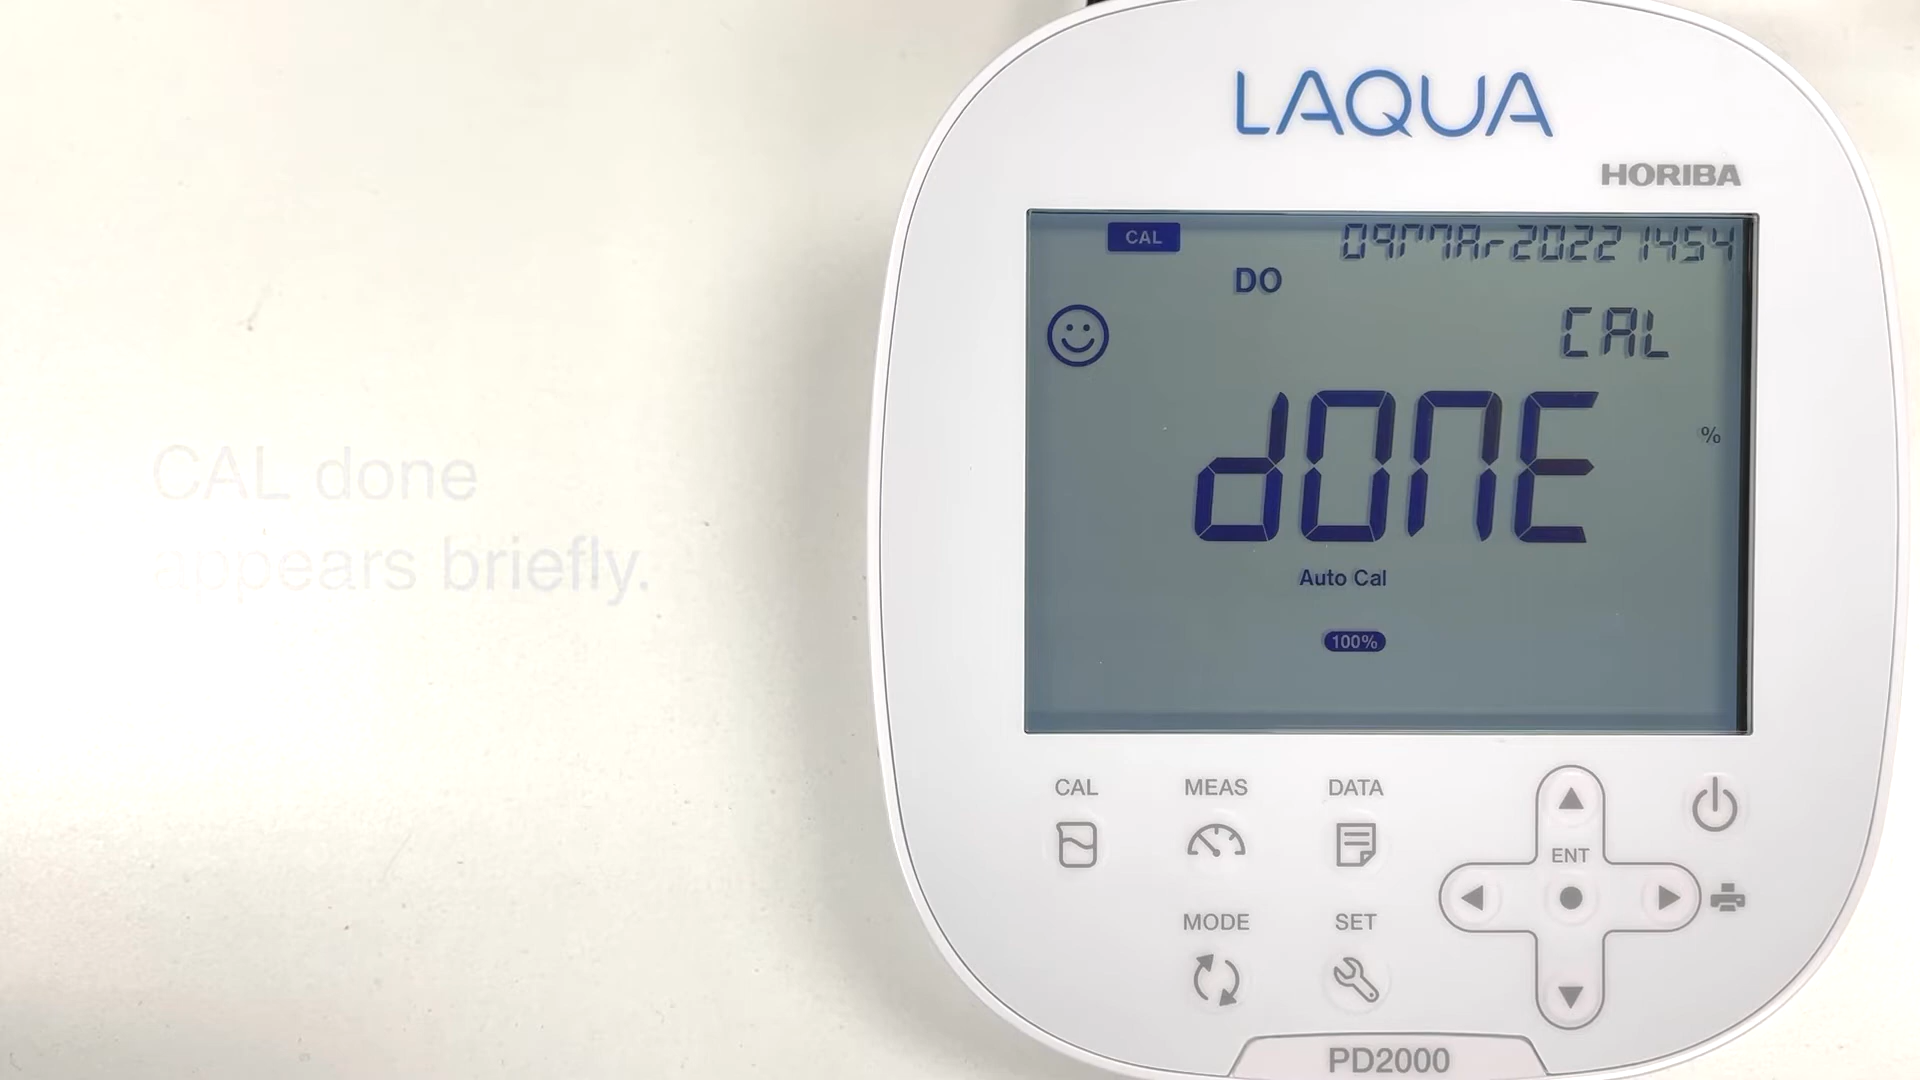 LAQUA
HORIBA
CAL
09MAr2022 1454
DO
CAL
dONE
%
Auto Cal
100%
CAL done
appears briefly.
CAL
MEAS
DATA
ENT
MODE
SET
PD2000